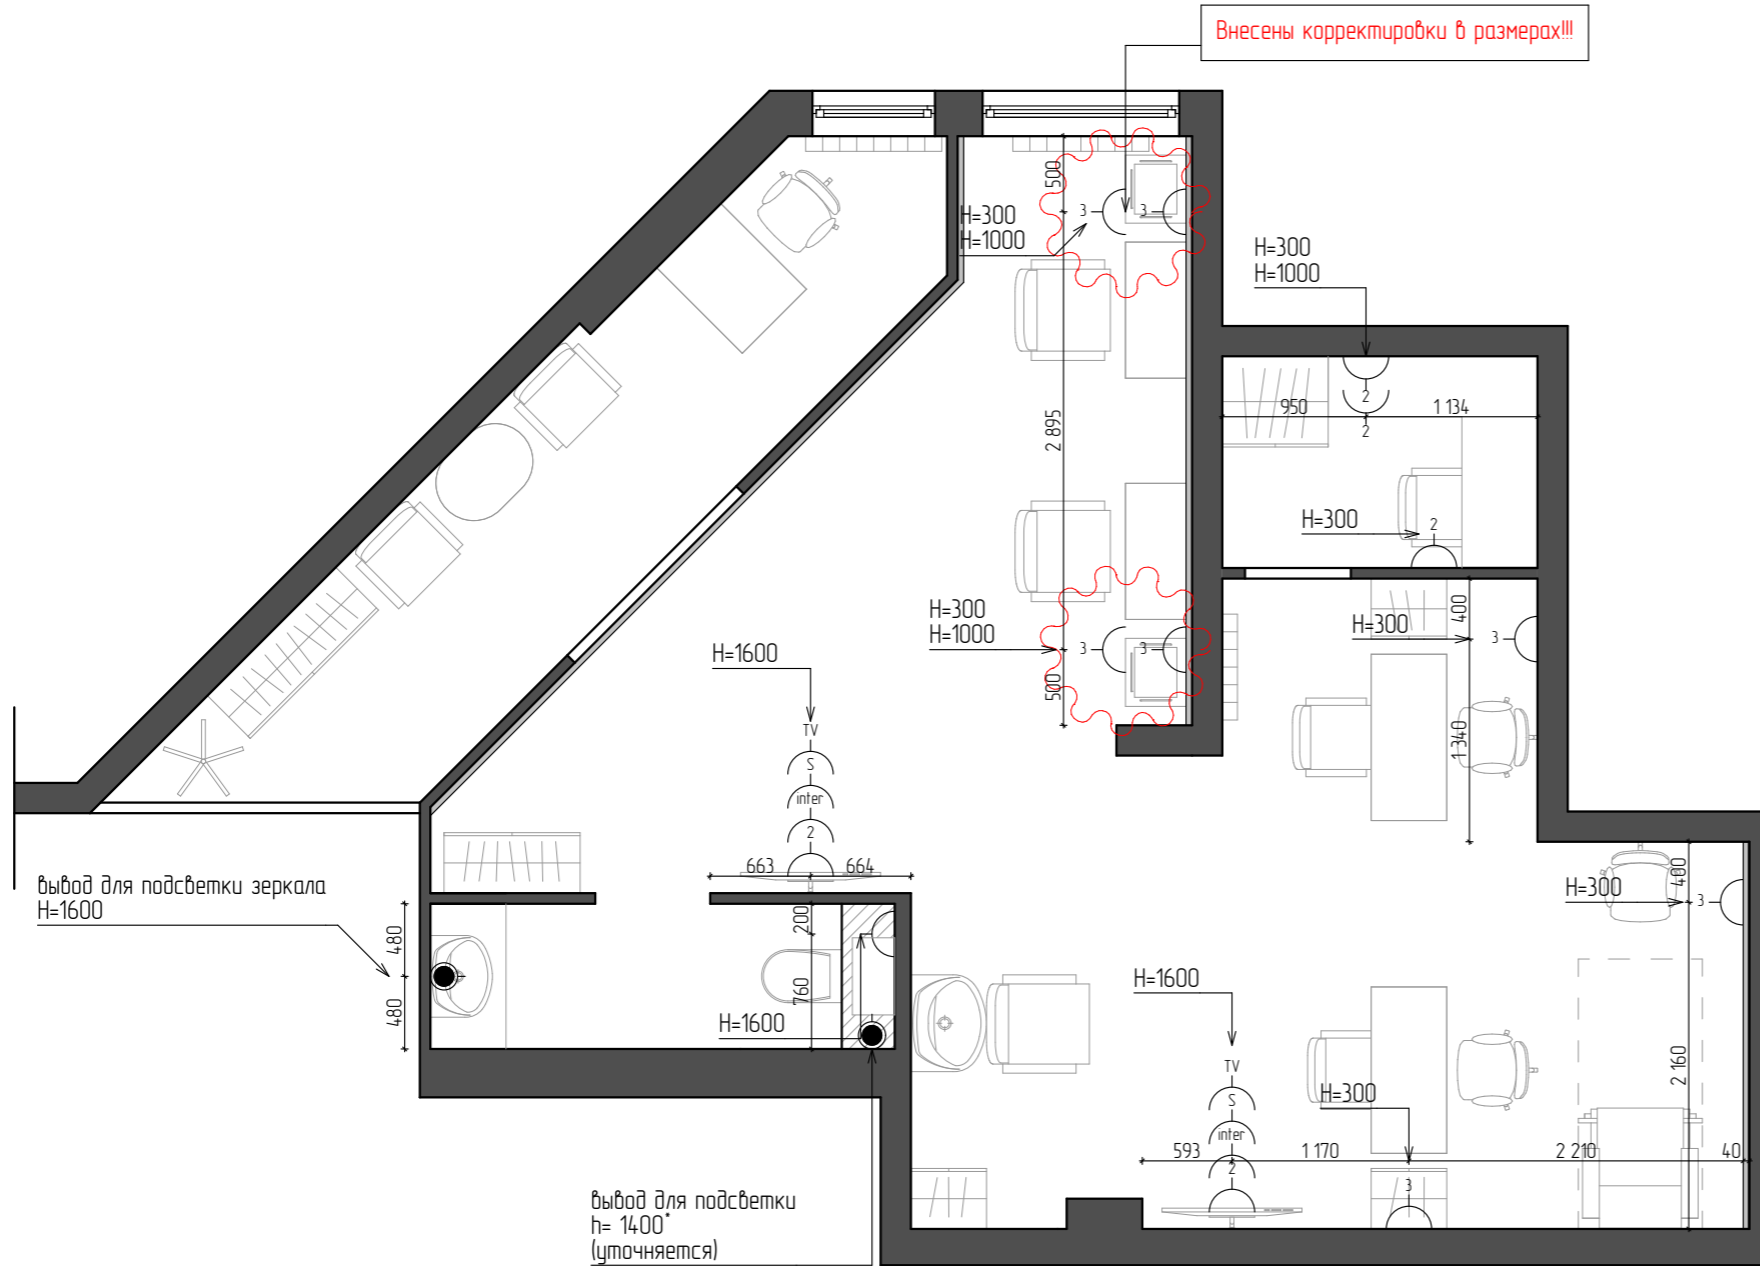 Внесены корректировки в размерах!!!
500
3
3
H=300
H=1000
H=300
H=1000
2
950
1 134
2
2 895
H=300
2
H=300
H=1000
3
3
400
H=300
3
500
H=1600
TV
S
inter
2
1 340
663
664
вывод для подсветки зеркала
H=1600
400
H=300
3
480
480
200
760
H=1600
H=1600
TV
S
inter
2
H=300
2 160
593
1 170
2 210
40
3
вывод для подсветки
h= 1400*
(уточняется)